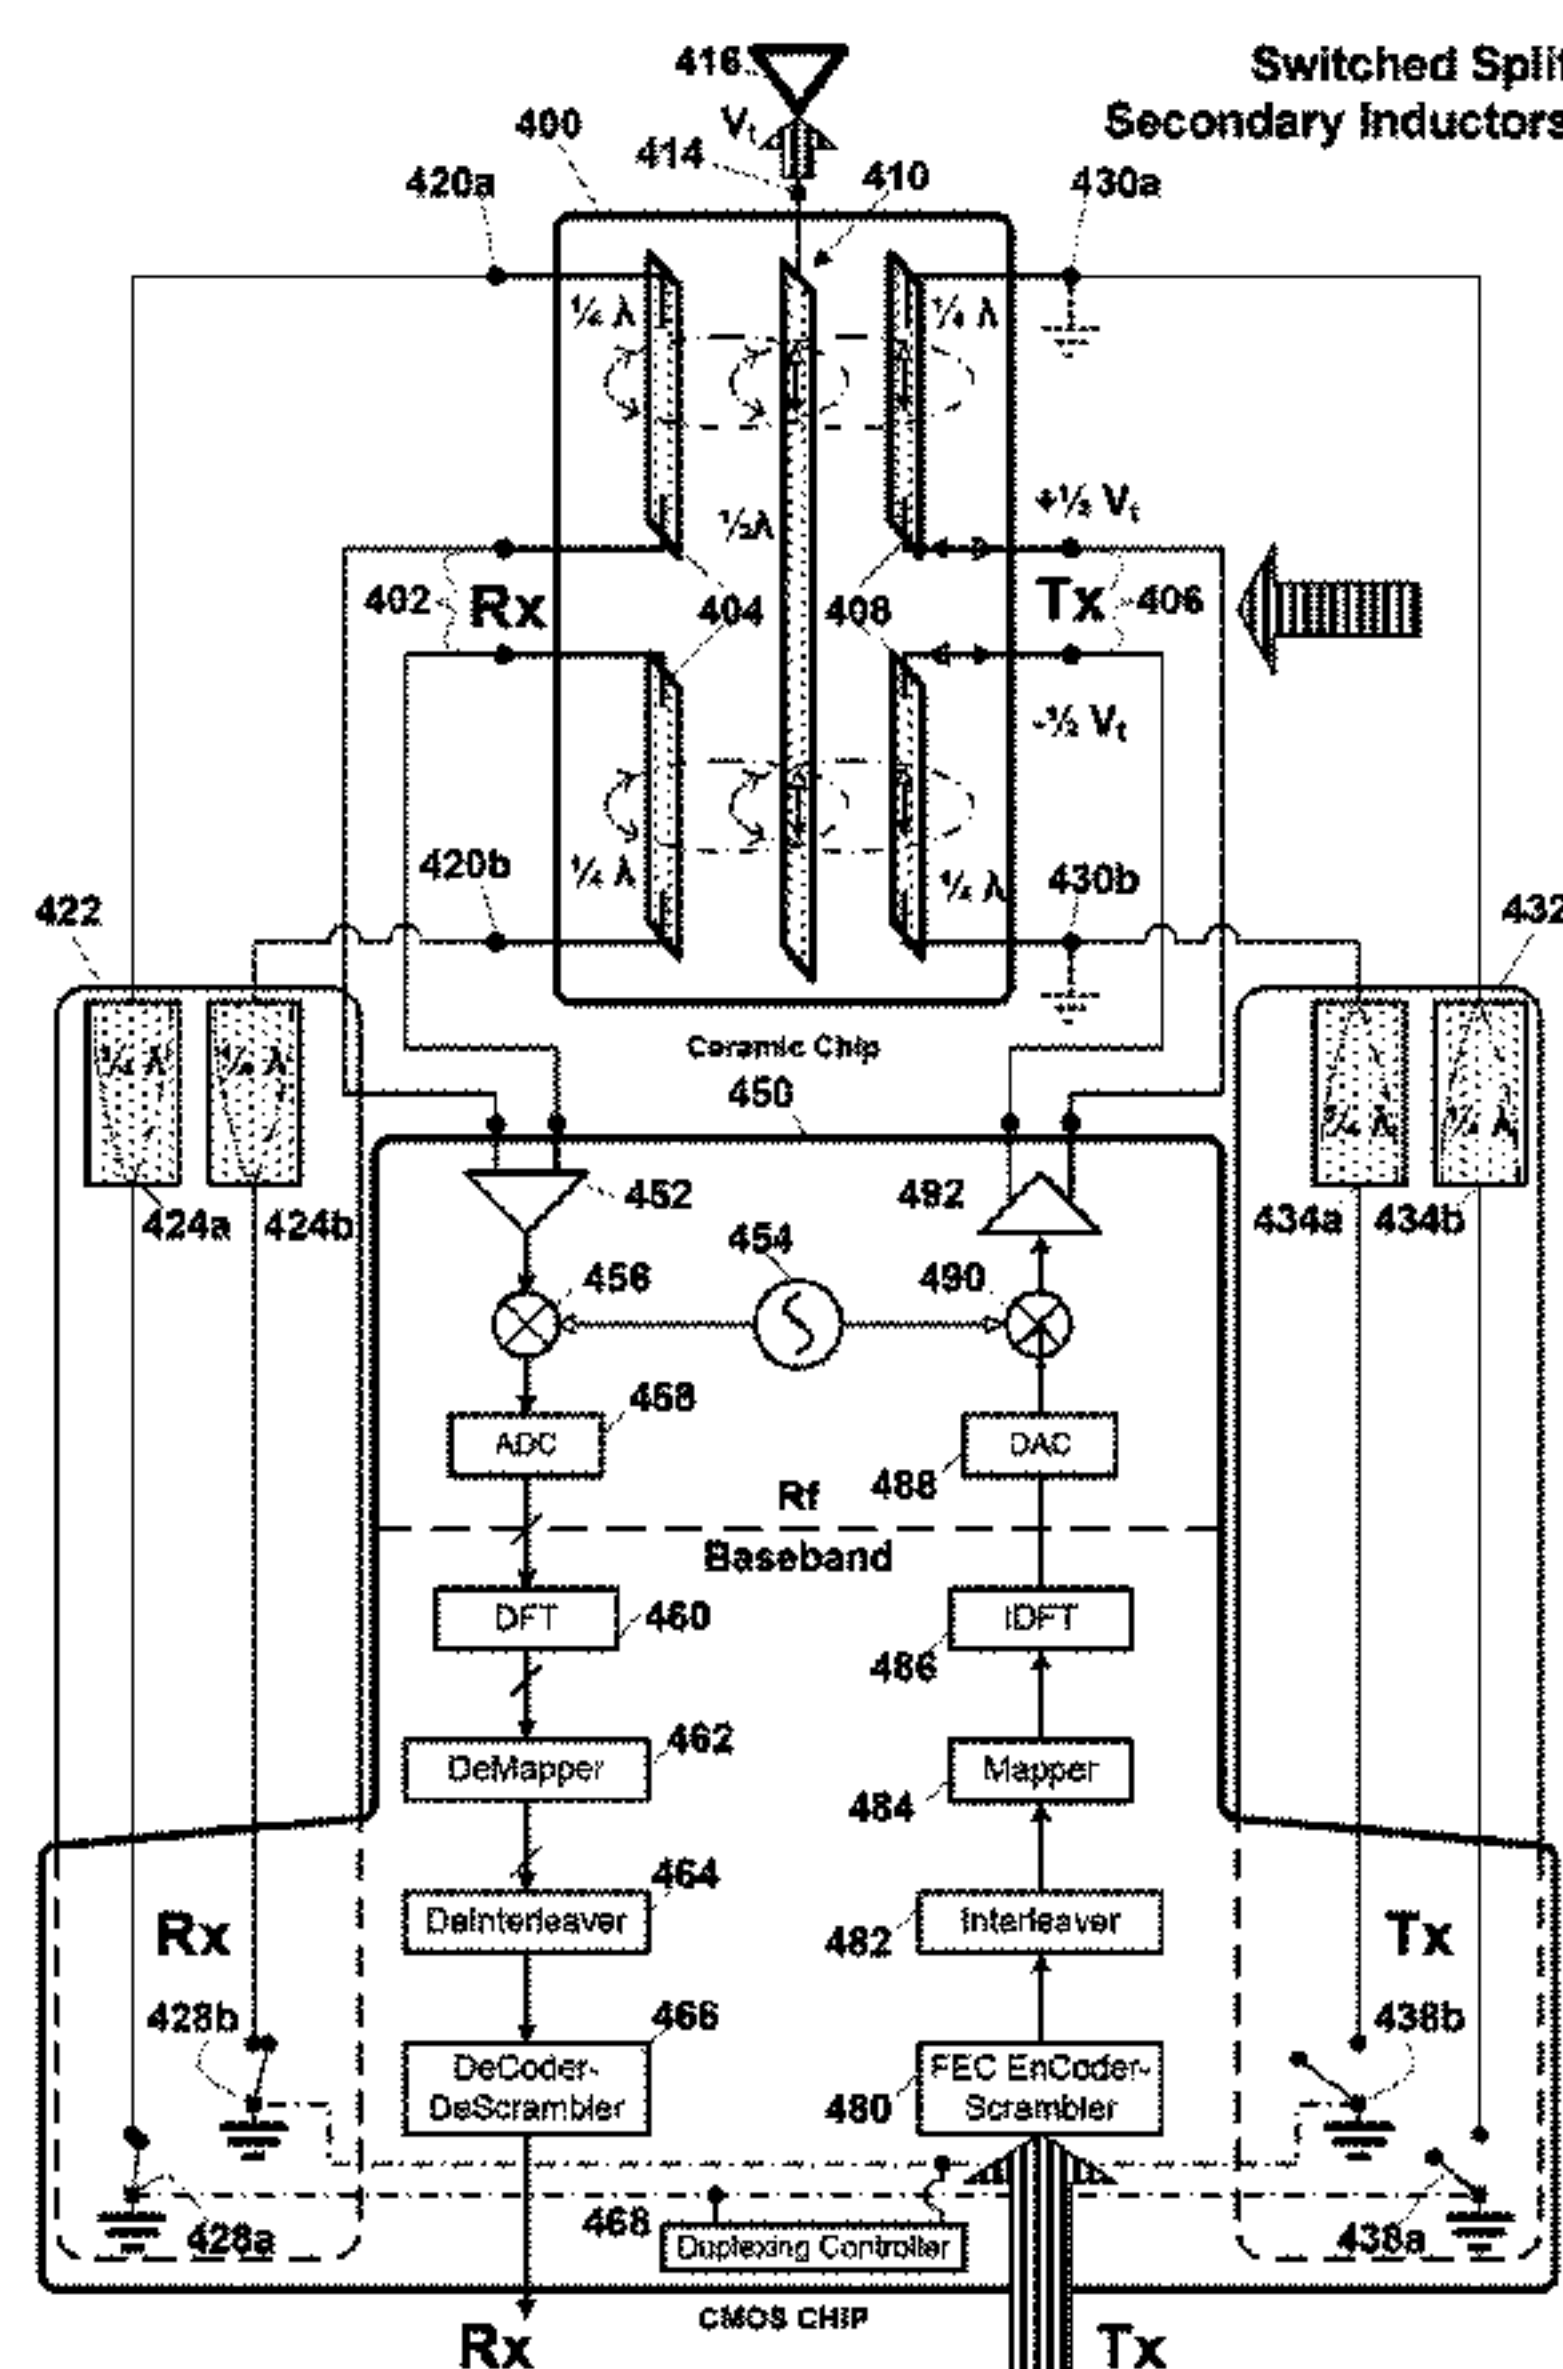 Switched Split
Secondary Inductors
416
Vt
400
414
410
420a
430a
¼ λ
¼ λ
+½ Vt
½λ
402
Rx
404
408
Tx
406
-½ Vt
420b
¼ λ
¼ λ
430b
422
432
Ceramic Chip
450
¼ λ
¼ λ
¼ λ
¼ λ
424a
424b
452
492
434a
434b
454
456
490
458
ADC
DAC
488
Rf
Baseband
DFT
460
IDFT
486
462
DeMapper
Mapper
484
464
DeInterleaver
Interleaver
482
Rx
Tx
428b
466
438b
DeCoder-
DeScrambler
FEC EnCoder-
Scrambler
480
468
428a
Duplexing Controller
438a
CMOS CHIP
Rx
Tx